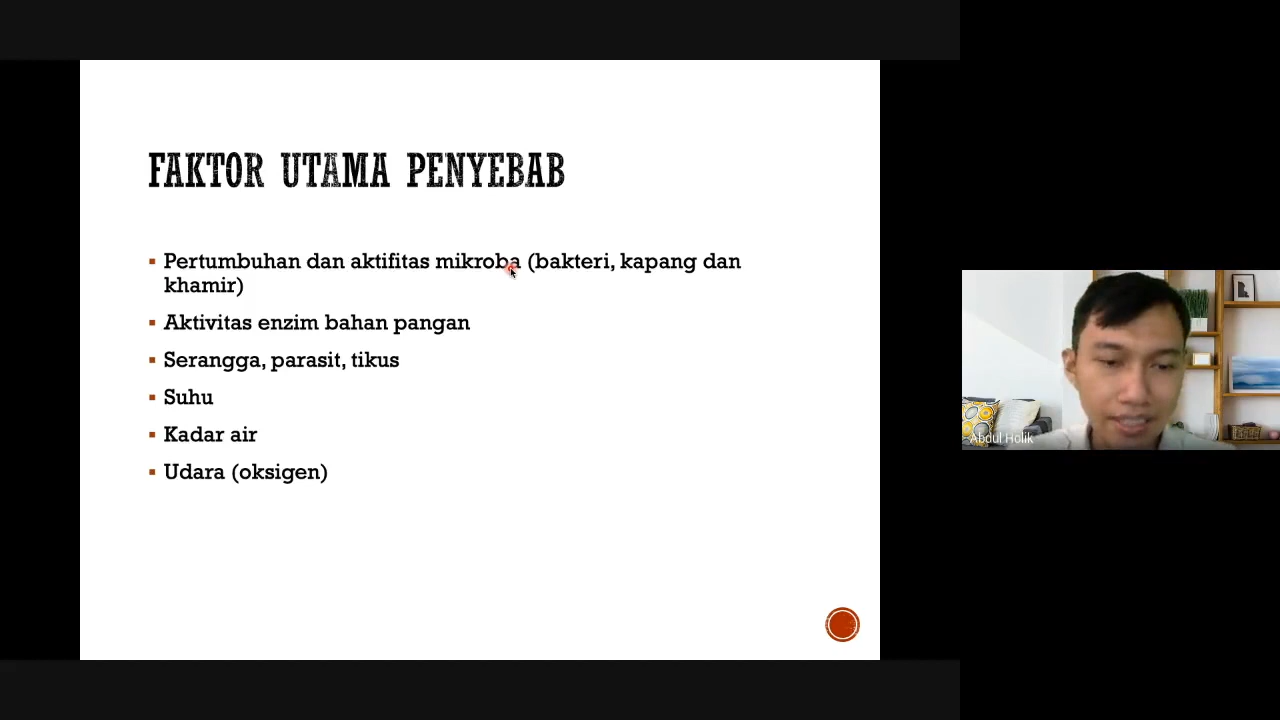 FAKTOR UTAMA PENYEBAB
▪ Pertumbuhan dan aktifitas mikroba (bakteri, kapang dan
khamir)
▪ Aktivitas enzim bahan pangan
▪ Serangga, parasit, tikus
▪ Suhu
▪ Kadar air
▪ Udara (oksigen)
Abdul Holik